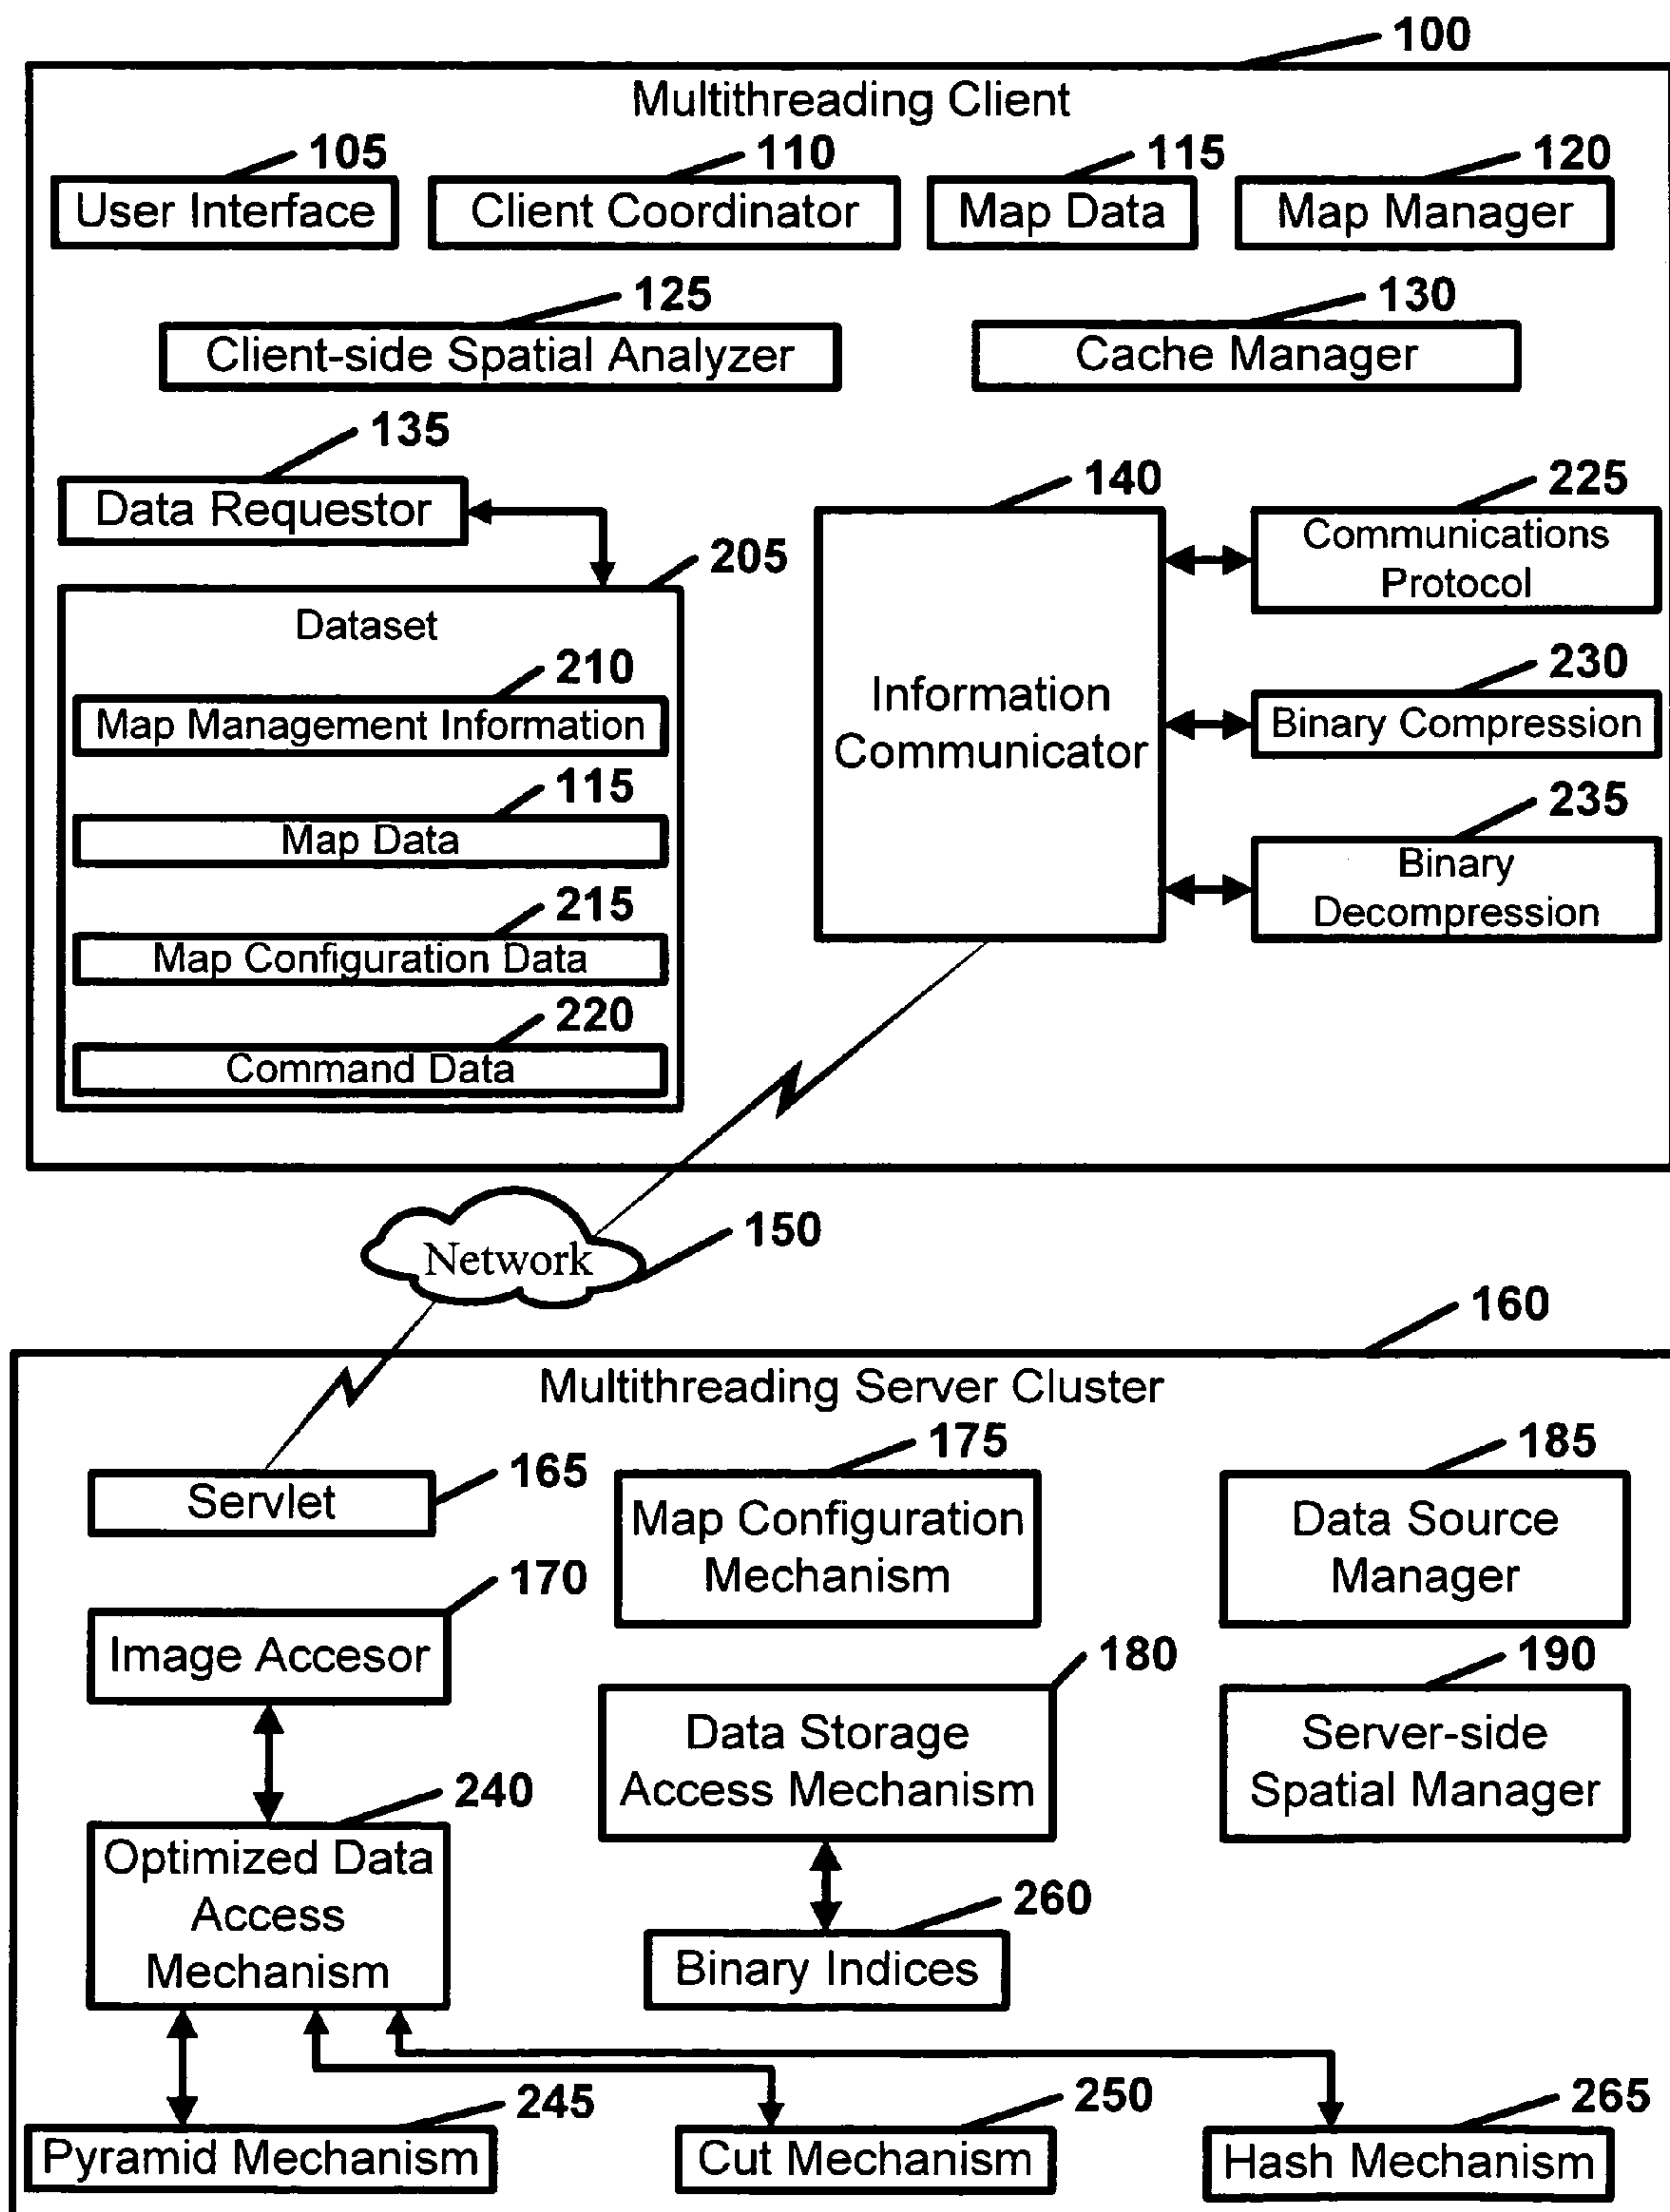 100
Multithreading Client
105
110
115
120
User Interface
Client Coordinator
Map Data
Map Manager
125
130
Client-side Spatial Analyzer
Cache Manager
135
Data Requestor
205
Dataset
210
Map Management Information
115
Map Data
215
Map Configuration Data
220
Command Data
140
Information
Communicator
225
Communications
Protocol
230
Binary Compression
235
Binary
Decompression
150
Network
160
Multithreading Server Cluster
165
Servlet
175
Map Configuration
Mechanism
185
Data Source
Manager
170
Image Accesor
180
Data Storage
Access Mechanism
190
Server-side
Spatial Manager
240
Optimized Data
Access
Mechanism
260
Binary Indices
245
Pyramid Mechanism
250
Cut Mechanism
265
Hash Mechanism